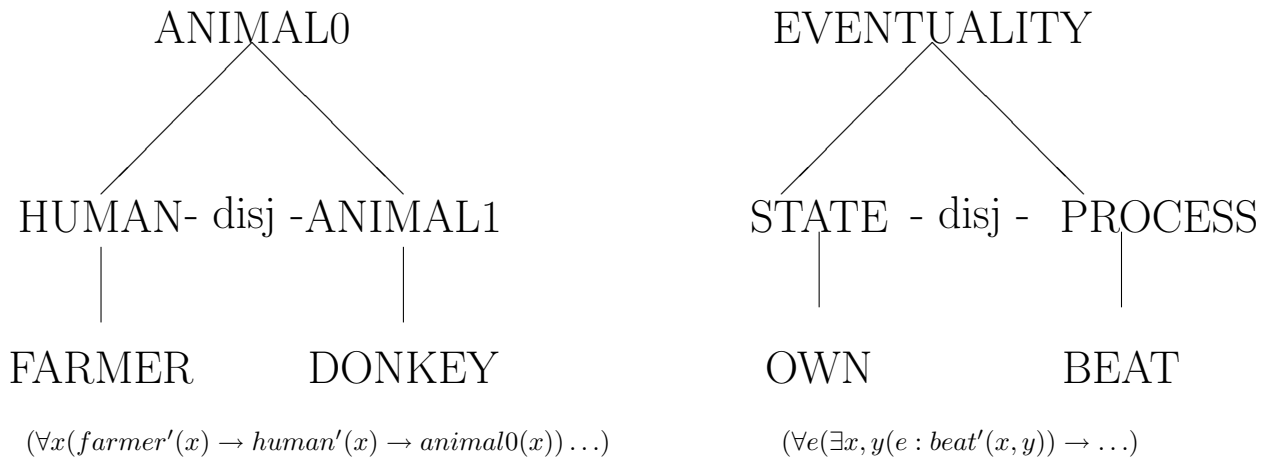 ANIMAL0 EVENTUALITY
HUMAN- disj -ANIMAL1 STATE - disj - PROCESS
FARMER DONKEY OWN BEAT
(∀x(farmer′(x) → human′(x) → animal0(x)) …) (∀e(∃x, y(e : beat′(x, y)) → …)